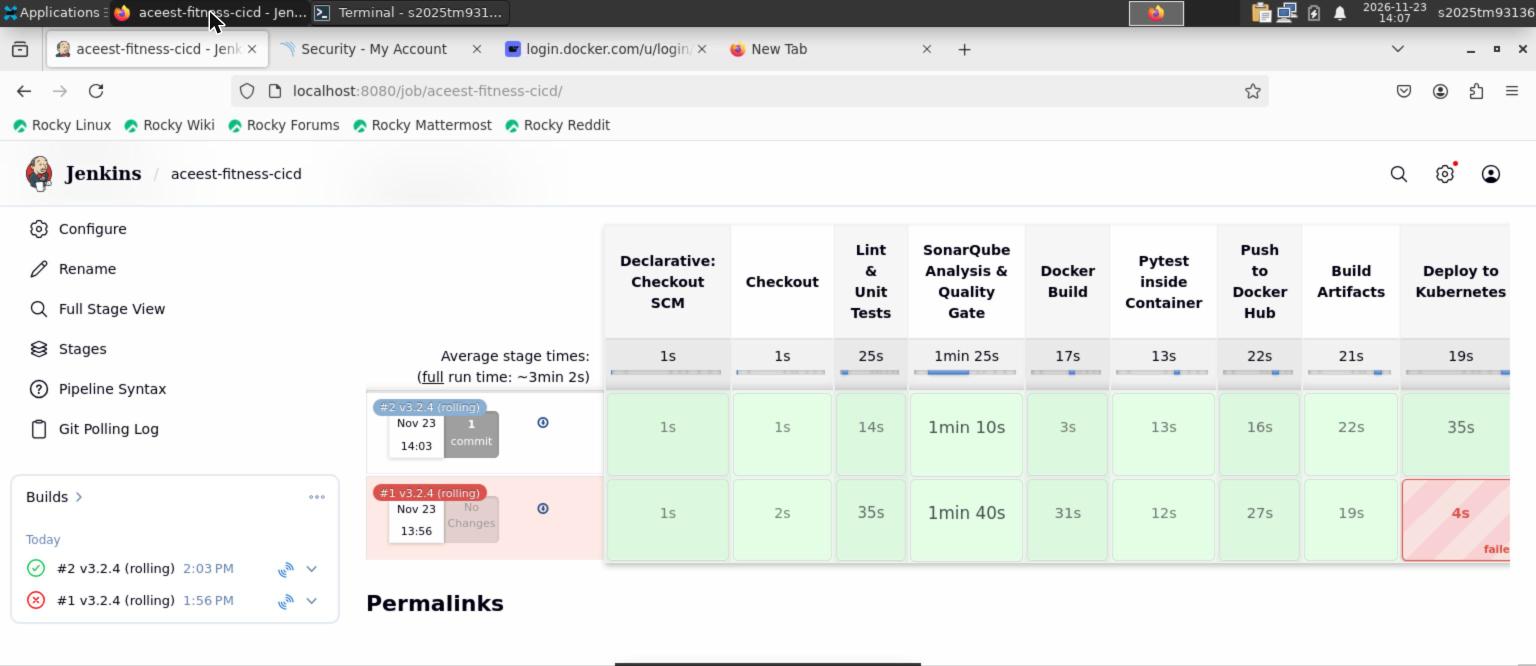 Applications
aceest-fitness-cicd - Jen...
Terminal - s2025tm931...
2026-11-23
14:07
s2025tm93136
aceest-fitness-cicd - Jenk
Security - My Account
login.docker.com/u/login/
New Tab
localhost:8080/job/aceest-fitness-cicd/
Rocky Linux
Rocky Wiki
Rocky Forums
Rocky Mattermost
Rocky Reddit
Jenkins / aceest-fitness-cicd
Configure
Rename
Full Stage View
Stages
Pipeline Syntax
Git Polling Log
Builds
Today
#2 v3.2.4 (rolling) 2:03 PM
#1 v3.2.4 (rolling) 1:56 PM
Declarative:
Checkout
SCM
Checkout
Lint
&
Unit
Tests
SonarQube
Analysis &
Quality
Gate
Docker
Build
Pytest
inside
Container
Push
to
Docker
Hub
Build
Artifacts
Deploy to
Kubernetes
Average stage times:
(full run time: ~3min 2s)
1s 1s 25s 1min 25s 17s 13s 22s 21s 19s
#2 v3.2.4 (rolling)
Nov 23
14:03
1
commit
1s 1s 14s 1min 10s 3s 13s 16s 22s 35s
#1 v3.2.4 (rolling)
Nov 23
13:56
No
Changes
1s 2s 35s 1min 40s 31s 12s 27s 19s 4s
faile
Permalinks